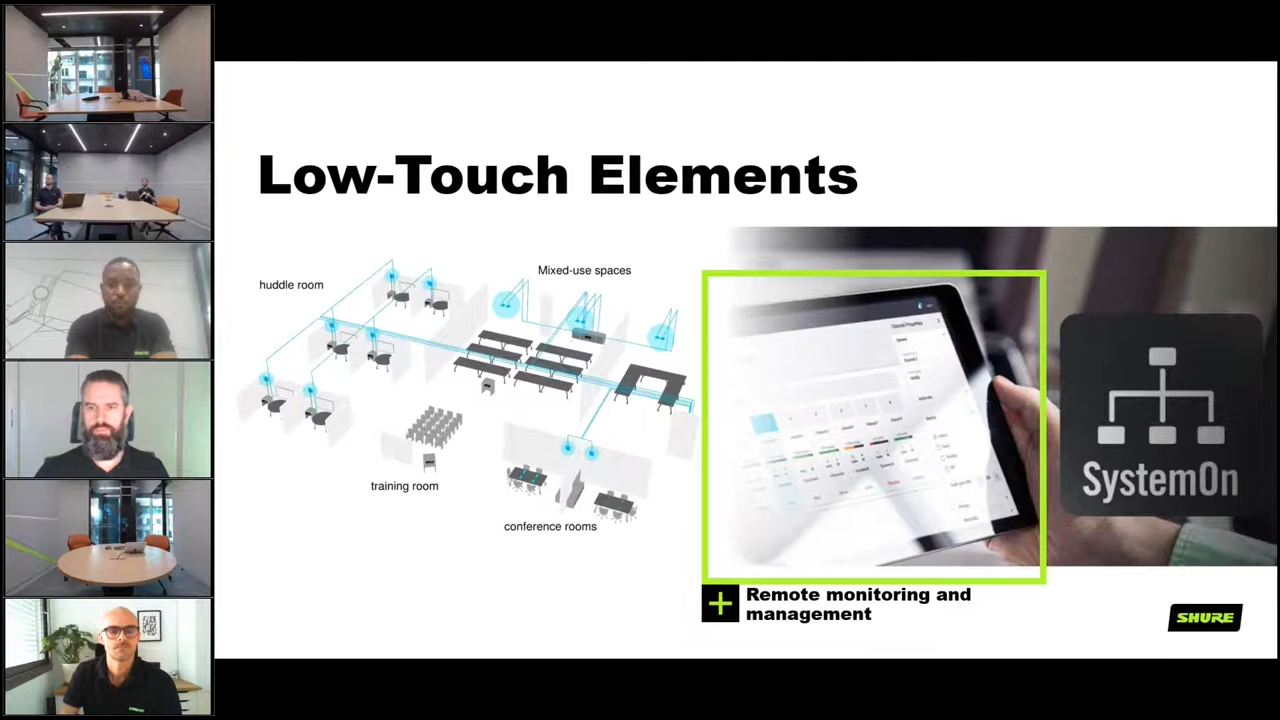 Low-Touch Elements
huddle room
Mixed-use spaces
training room
conference rooms
SystemOn
Remote monitoring and
management
SHURE